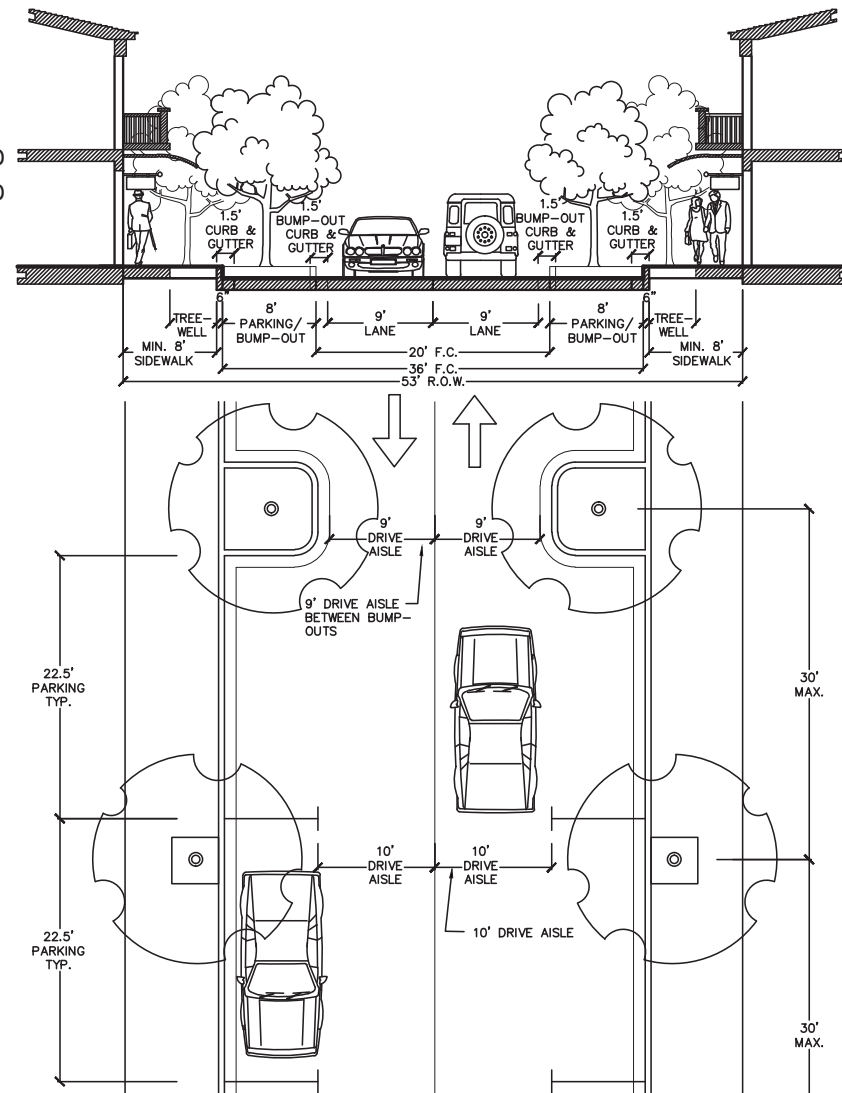 1.5'
CURB &
GUTTER
1.5'
BUMP-OUT
CURB &
GUTTER
1.5'
BUMP-OUT
CURB &
GUTTER
1.5'
CURB &
GUTTER
6"
6"
TREE-
WELL
8'
PARKING/
BUMP-OUT
9'
LANE
9'
LANE
8'
PARKING/
BUMP-OUT
TREE-
WELL
MIN. 8'
SIDEWALK
MIN. 8'
SIDEWALK
20' F.C.
36' F.C.
53' R.O.W.
9'
DRIVE
AISLE
9'
DRIVE
AISLE
9' DRIVE AISLE
BETWEEN BUMP-
OUTS
22.5'
PARKING
TYP.
30'
MAX.
10'
DRIVE
AISLE
10'
DRIVE
AISLE
10' DRIVE AISLE
22.5'
PARKING
TYP.
30'
MAX.